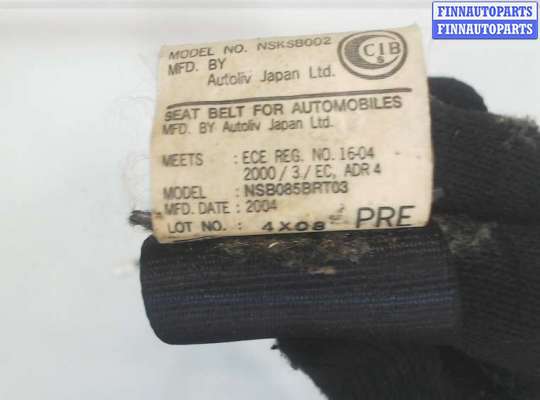 FINNAUTOPARTS
FINNAUTOPARTS
MODEL NO. NSKSB002
MFD. BY
Autoliv Japan Ltd.
CIB
S
SEAT BELT FOR AUTOMOBILES
MFD. BY Autoliv Japan Ltd.
MEETS : ECE REG. NO. 16-04
2000/3/EC, ADR 4
MODEL : NSB085BRT03
MFD. DATE : 2004
LOT NO. : 4X08 PRE